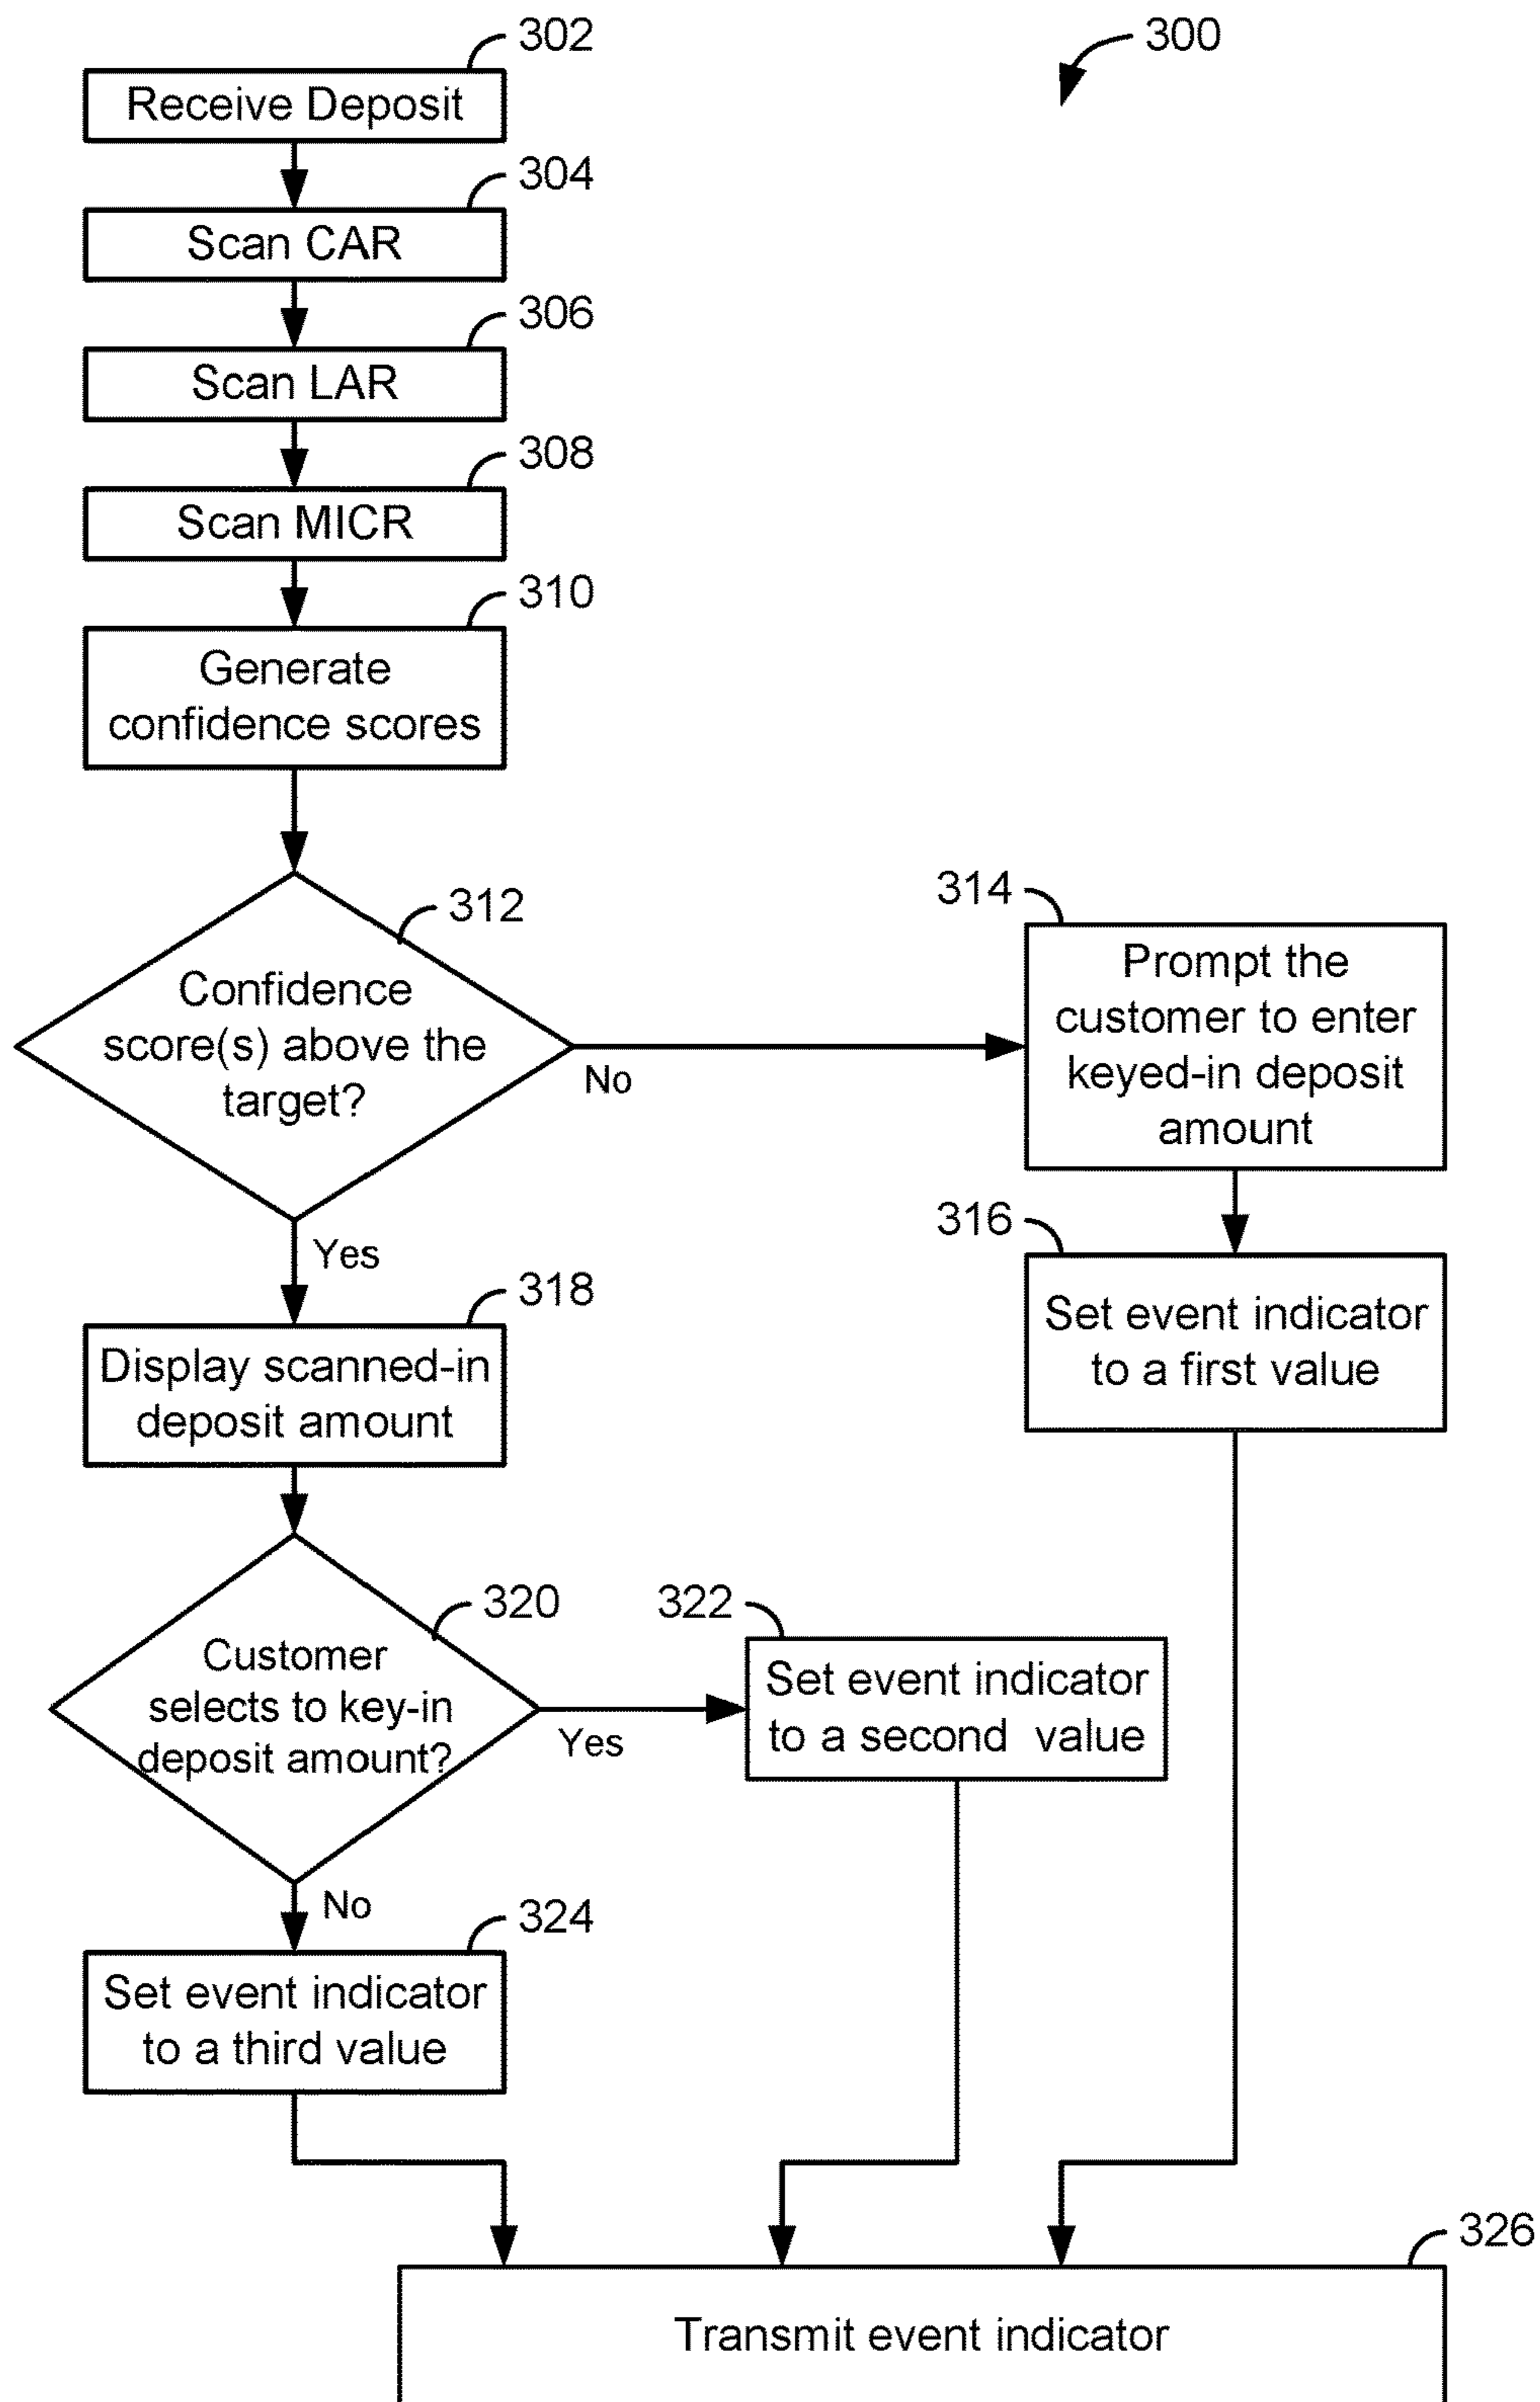 302
300
Receive Deposit
304
Scan CAR
306
Scan LAR
308
Scan MICR
310
Generate
confidence scores
312
Confidence
score(s) above the
target?
No
Yes
314
Prompt the
customer to enter
keyed-in deposit
amount
316
Set event indicator
to a first value
318
Display scanned-in
deposit amount
320
Customer
selects to key-in
deposit amount?
Yes
No
322
Set event indicator
to a second value
324
Set event indicator
to a third value
326
Transmit event indicator